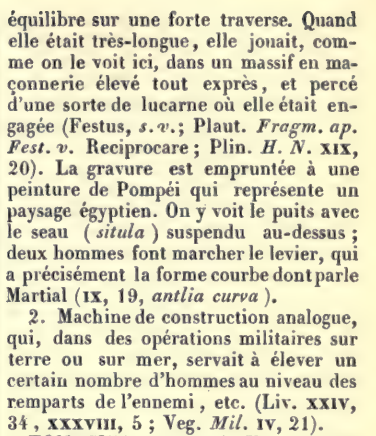 équilibre sur une forte traverse. Quand
elle était très-longue, elle jouait, com-
me on le voit ici, dans un massif en ma-
çonnerie élevé tout exprès, et percé
d'une sorte de lucarne où elle était en-
gagée (Festus, s. v.; Plaut. Fragm. ap.
Fest. v. Reciprocare; Plin. H. N. XIX,
20). La gravure est empruntée à une
peinture de Pompéi qui représente un
paysage égyptien. On y voit le puits avec
le seau (situla) suspendu au-dessus;
deux hommes font marcher le levier, qui
a précisément la forme courbe dont parle
Martial (IX, 19, antlia curva).
2. Machine de construction analogue,
qui, dans des opérations militaires sur
terre ou sur mer, servait à élever un
certain nombre d'hommes au niveau des
remparts de l'ennemi, etc. (Liv. XXIV,
34, XXXVIII, 5; Veg. Mil. IV, 21).